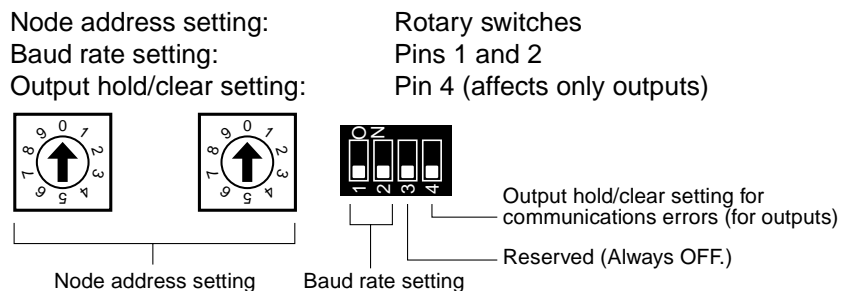 Node address setting: Rotary switches
Baud rate setting: Pins 1 and 2
Output hold/clear setting: Pin 4 (affects only outputs)
0 1 2 3 4 5 6 7 8 9
0 1 2 3 4 5 6 7 8 9
ON
1 2 3 4
Output hold/clear setting for
communications errors (for outputs)
Reserved (Always OFF.)
Node address setting
Baud rate setting